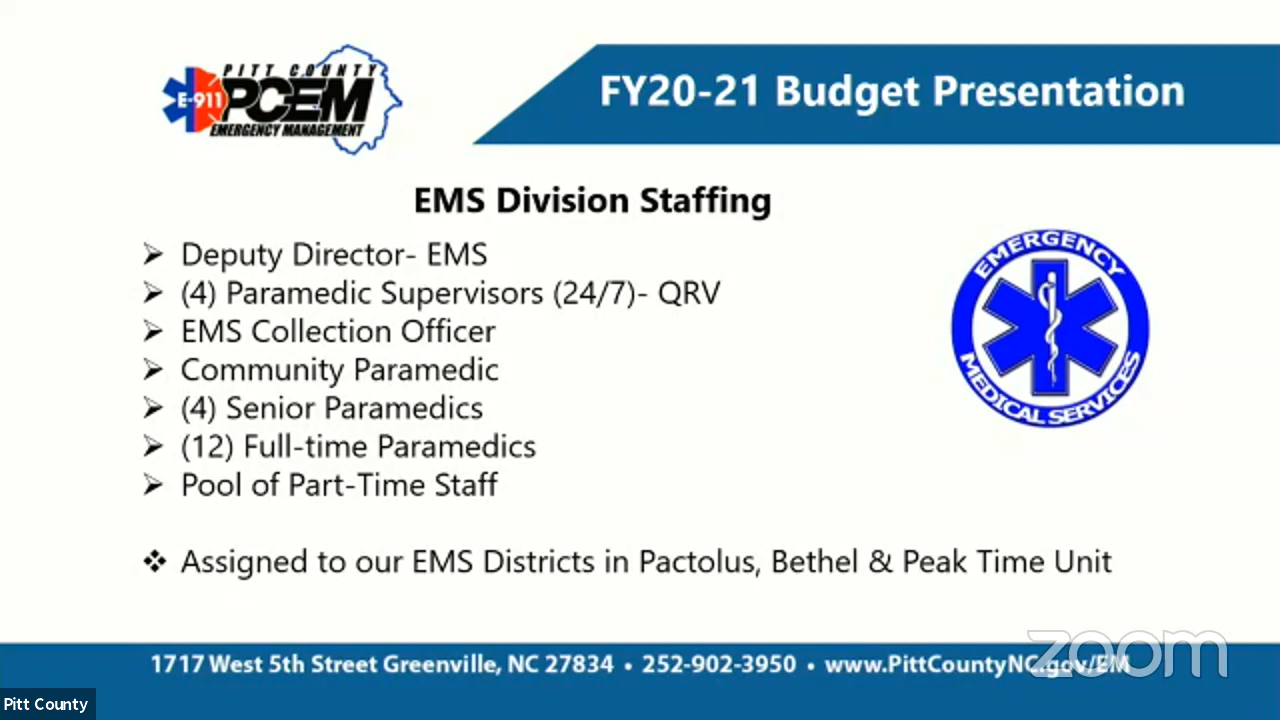 PITT COUNTY
E-911 PCEM
EMERGENCY MANAGEMENT
FY20-21 Budget Presentation
EMS Division Staffing
➢ Deputy Director- EMS
➢ (4) Paramedic Supervisors (24/7)- QRV
➢ EMS Collection Officer
➢ Community Paramedic
➢ (4) Senior Paramedics
➢ (12) Full-time Paramedics
➢ Pool of Part-Time Staff
EMERGENCY
MEDICAL SERVICES
❖ Assigned to our EMS Districts in Pactolus, Bethel & Peak Time Unit
1717 West 5th Street Greenville, NC 27834 • 252-902-3950 • www.PittCountyNC.gov/EM
zoom
Pitt County